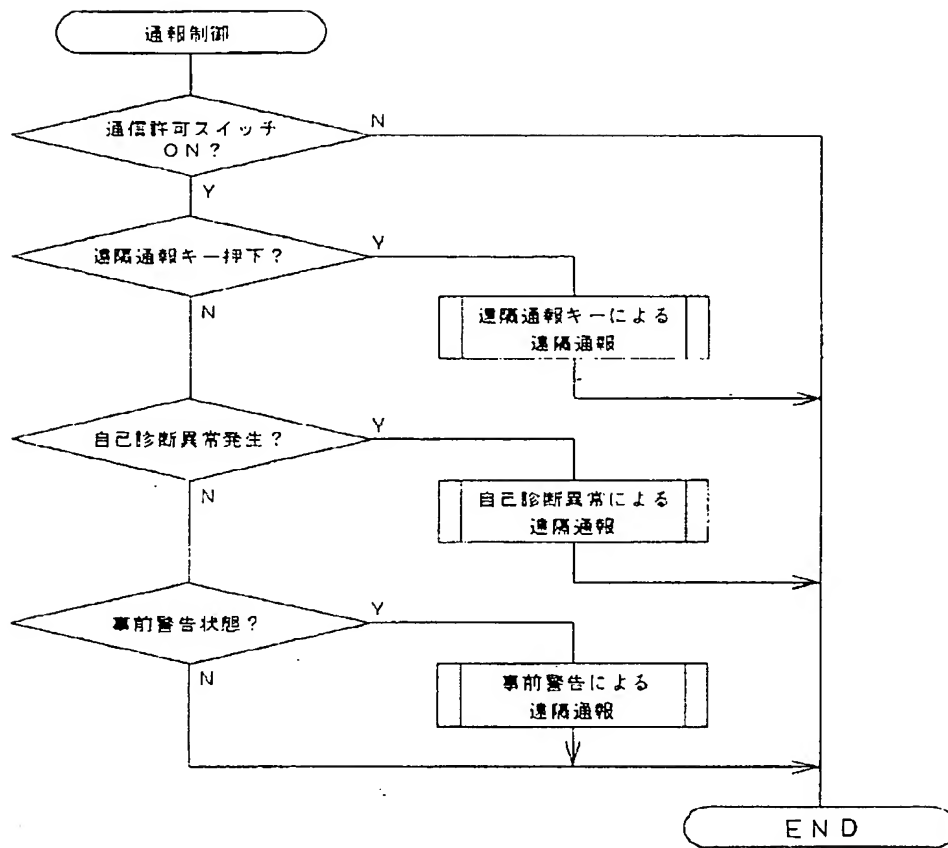 通報制御
通信許可スイッチ
ON?
N
Y
遠隔通報キー押下?
Y
N
遠隔通報キーによる
遠隔通報
自己診断異常発生?
Y
N
自己診断異常による
遠隔通報
事前警告状態?
Y
N
事前警告による
遠隔通報
END